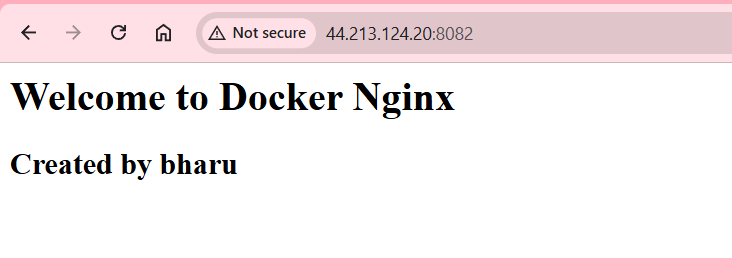 Not secure 44.213.124.20:8082
Welcome to Docker Nginx
Created by bharu